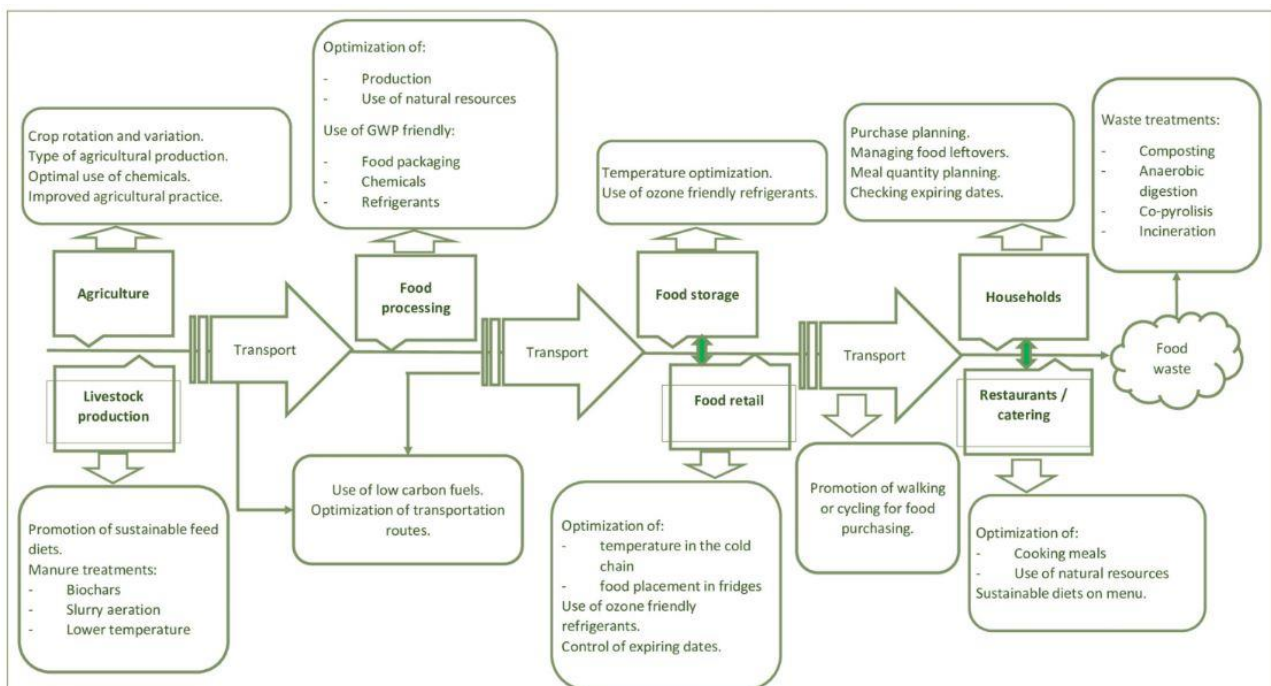 Optimization of:
- Production
- Use of natural resources
Use of GWP friendly:
- Food packaging
- Chemicals
- Refrigerants
Crop rotation and variation.
Type of agricultural production.
Optimal use of chemicals.
Improved agricultural practice.
Temperature optimization.
Use of ozone friendly refrigerants.
Purchase planning.
Managing food leftovers.
Meal quantity planning.
Checking expiring dates.
Waste treatments:
- Composting
- Anaerobic
digestion
- Co-pyrolisis
- Incineration
Agriculture
Food
processing
Food storage
Households
Transport
Transport
Transport
Food
waste
Livestock
production
Food retail
Restaurants /
catering
Promotion of sustainable feed
diets.
Manure treatments:
- Biochars
- Slurry aeration
- Lower temperature
Use of low carbon fuels.
Optimization of transportation
routes.
Optimization of:
- temperature in the cold
chain
- food placement in fridges
Use of ozone friendly
refrigerants.
Control of expiring dates.
Promotion of walking
or cycling for food
purchasing.
Optimization of:
- Cooking meals
- Use of natural resources
Sustainable diets on menu.